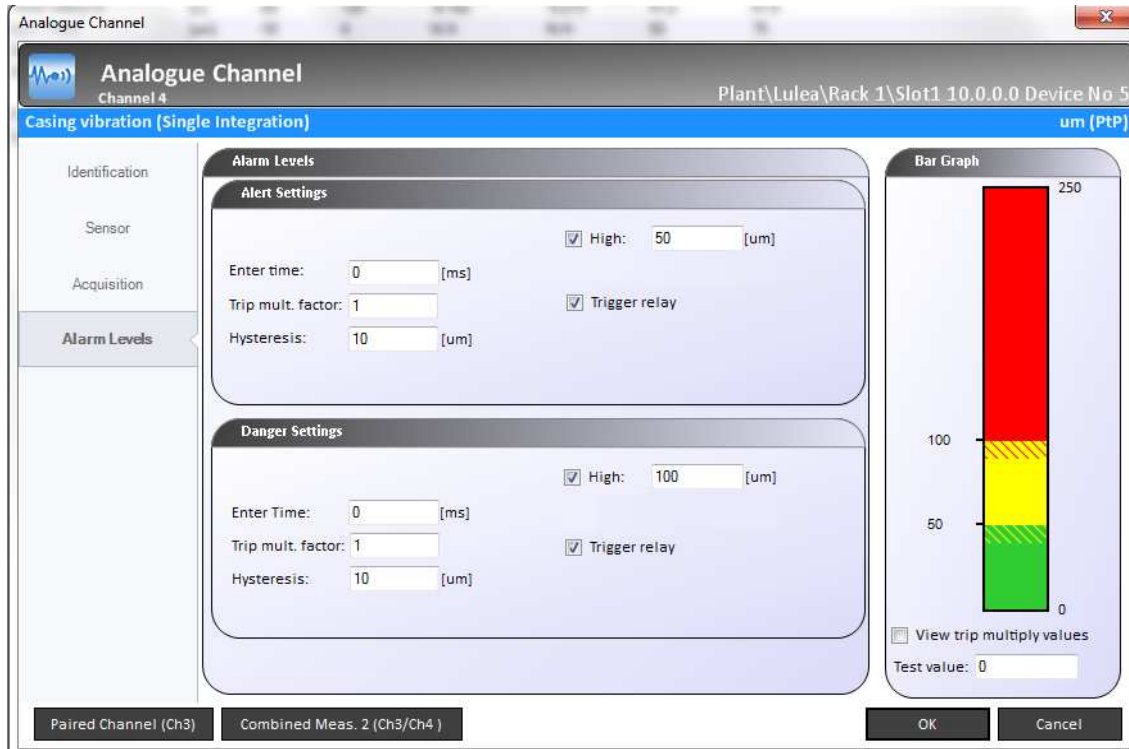 Analogue Channel
Analogue Channel
Channel 4
Plant\Lulea\Rack 1\Slot1 10.0.0.0 Device No 5
Casing vibration (Single Integration)
um (PtP)
Identification
Sensor
Acquisition
Alarm Levels
Alarm Levels
Alert Settings
High: 50 [um]
Enter time: 0 [ms]
Trip mult. factor: 1
Trigger relay
Hysteresis: 10 [um]
Danger Settings
High: 100 [um]
Enter Time: 0 [ms]
Trip mult. factor: 1
Trigger relay
Hysteresis: 10 [um]
Bar Graph
250
100
50
0
View trip multiply values
Test value: 0
Paired Channel (Ch3)
Combined Meas. 2 (Ch3/Ch4 )
OK
Cancel